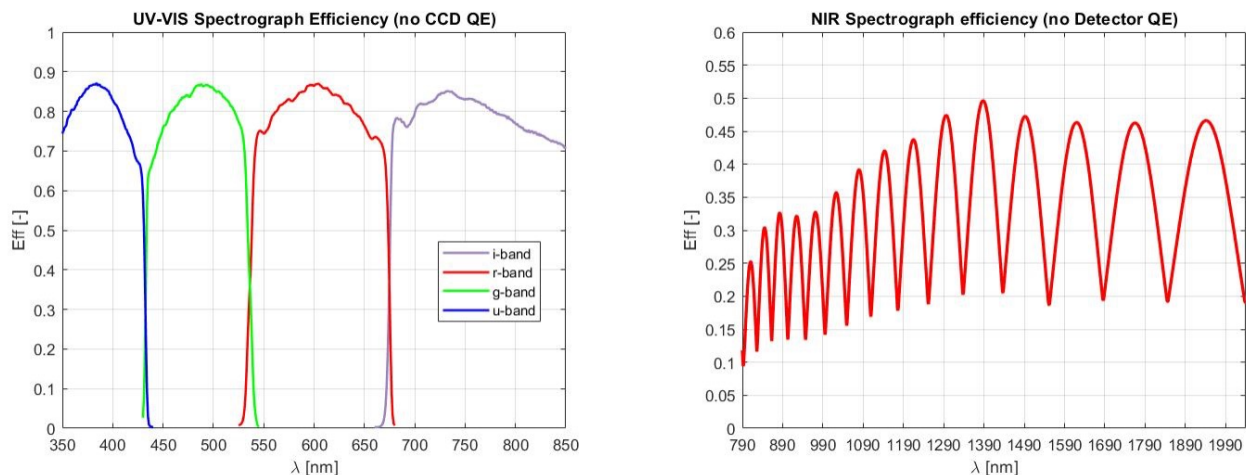 UV-VIS Spectrograph Efficiency (no CCD QE)
1
0.9
0.8
0.7
0.6
0.5
0.4
0.3
0.2
0.1
0
Eff [-]
350 400 450 500 550 600 650 700 750 800 850
λ [nm]
i-band
r-band
g-band
u-band
NIR Spectrograph efficiency (no Detector QE)
0.6
0.55
0.5
0.45
0.4
0.35
0.3
0.25
0.2
0.15
0.1
0.05
0
Eff [-]
790 890 990 1090 1190 1290 1390 1490 1590 1690 1790 1890 1990
λ [nm]